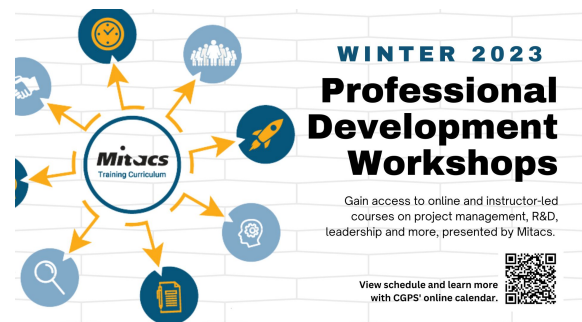 WINTER 2023
Professional
Development
Workshops
Mitacs
Training Curriculum
Gain access to online and instructor-led
courses on project management, R&D,
leadership and more, presented by Mitacs.
View schedule and learn more
with CGPS' online calendar.